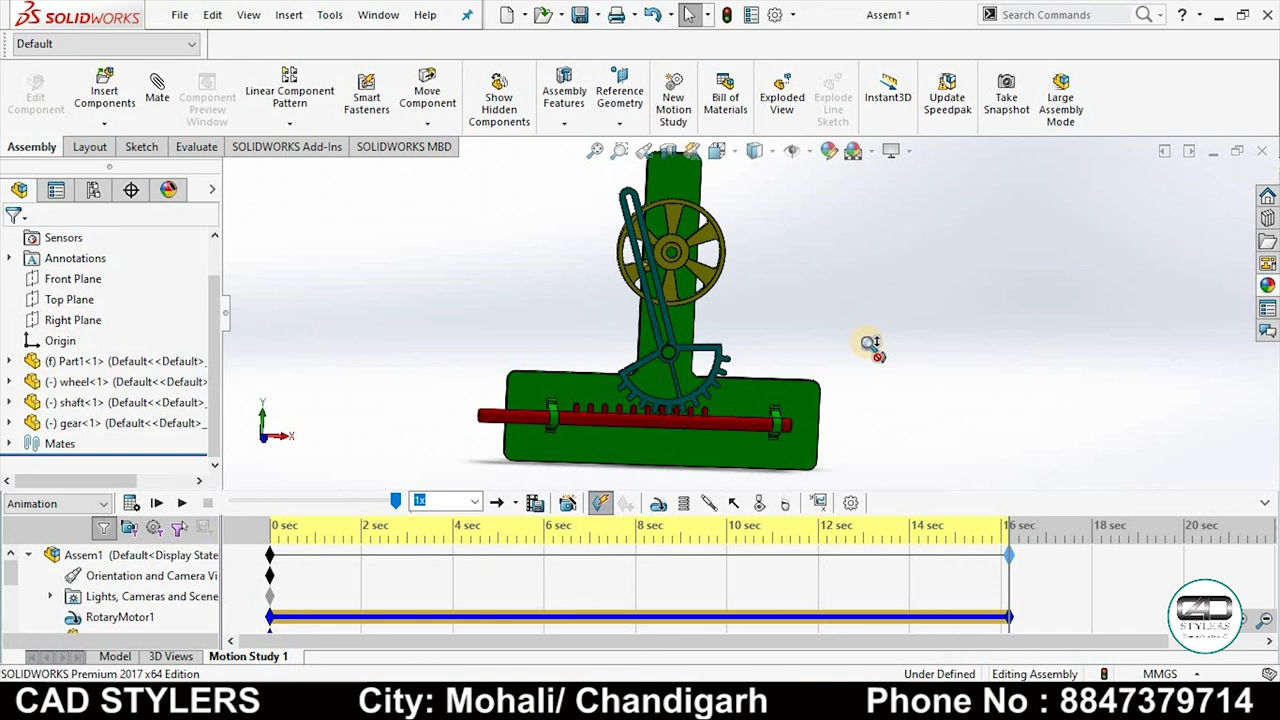 SOLIDWORKS File Edit View Insert Tools Window Help Assem1 * Search Commands ?
Default
Edit Component
Insert Components
Mate
Component Preview Window
Linear Component Pattern
Smart Fasteners
Move Component
Show Hidden Components
Assembly Features
Reference Geometry
New Motion Study
Bill of Materials
Exploded View
Explode Line Sketch
Instant3D
Update Speedpak
Take Snapshot
Large Assembly Mode
Assembly Layout Sketch Evaluate SOLIDWORKS Add-Ins SOLIDWORKS MBD
Sensors
Annotations
Front Plane
Top Plane
Right Plane
Origin
(f) Part1<1> (Default<<Default>_
(-) wheel<1> (Default<<Default>_
(-) shaft<1> (Default<<Default>_
(-) gear<1> (Default<<Default>_
Mates
Y
X
Animation 1x
0 sec 2 sec 4 sec 6 sec 8 sec 10 sec 12 sec 14 sec 16 sec 18 sec 20 sec
Assem1 (Default<Display State
Orientation and Camera Vi
Lights, Cameras and Scene
RotaryMotor1
STYLERS
Model 3D Views Motion Study 1
SOLIDWORKS Premium 2017 x64 Edition Under Defined Editing Assembly MMGS
CAD STYLERS City: Mohali/ Chandigarh Phone No : 8847379714